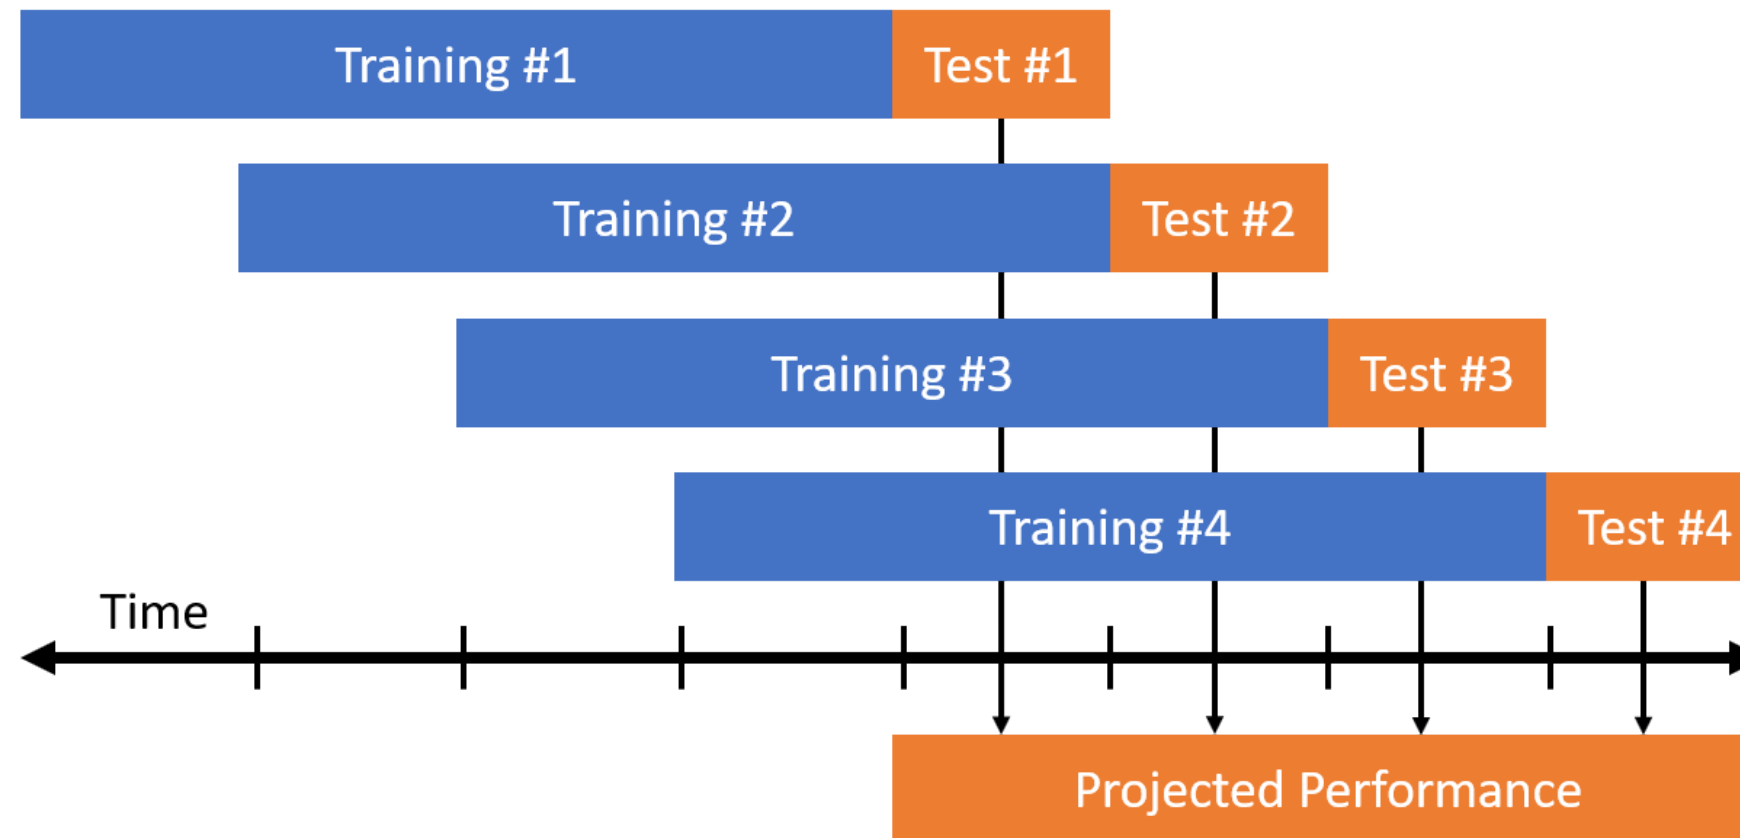 Training #1
Test #1
Training #2
Test #2
Training #3
Test #3
Training #4
Test #4
Time
Projected Performance